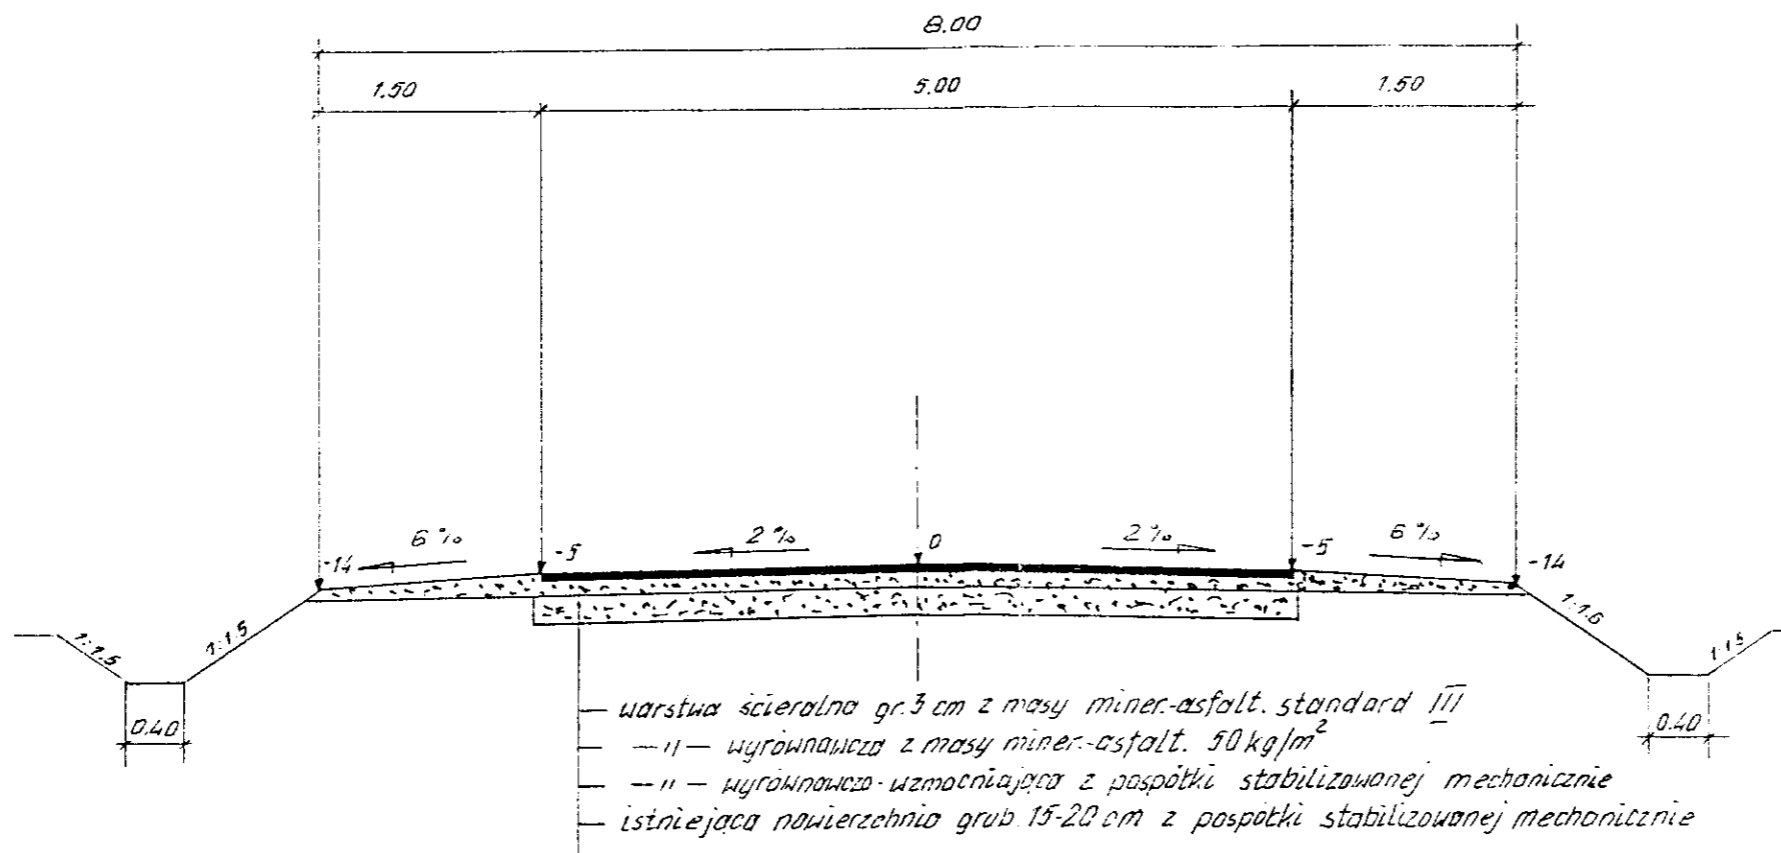 8.00
1.50 5.00 1.50
6% 2% 2% 6%
-14 -5 0 -5 -14
1:1.5 1:1.5 1:1.6 1:1.5
0.40 0.40
warstwa ścieralna gr. 3 cm z masy miner.-asfalt. standard III
—〃— wyrównawcza z masy miner.-asfalt. 50 kg/m²
—〃— wyrównawczo-wzmacniająca z pospółki stabilizowanej mechanicznie
istniejąca nawierzchnia grub. 15-20 cm z pospółki stabilizowanej mechanicznie